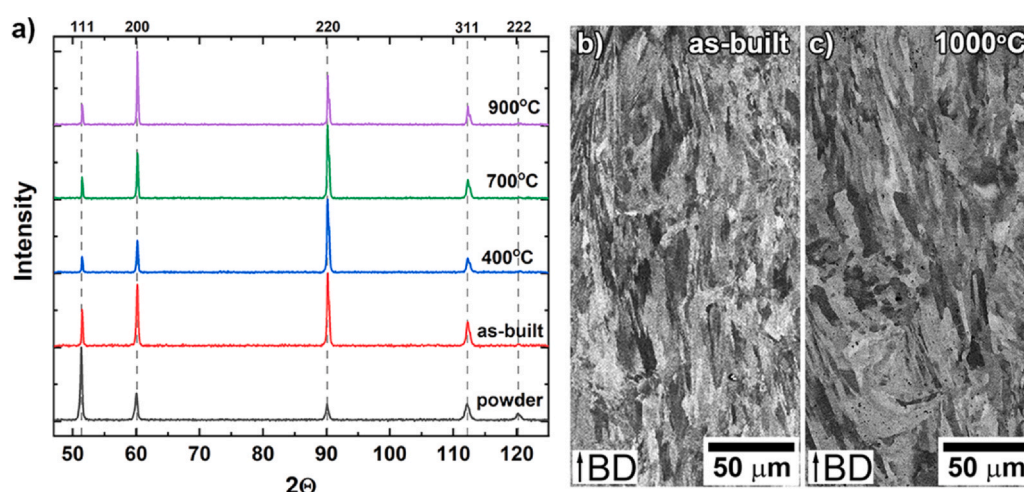 a)
111 200 220 311 222
900°C
700°C
400°C
as-built
powder
Intensity
50 60 70 80 90 100 110 120
2Θ
b) as-built
↑BD
50 µm
c) 1000°C
↑BD
50 µm